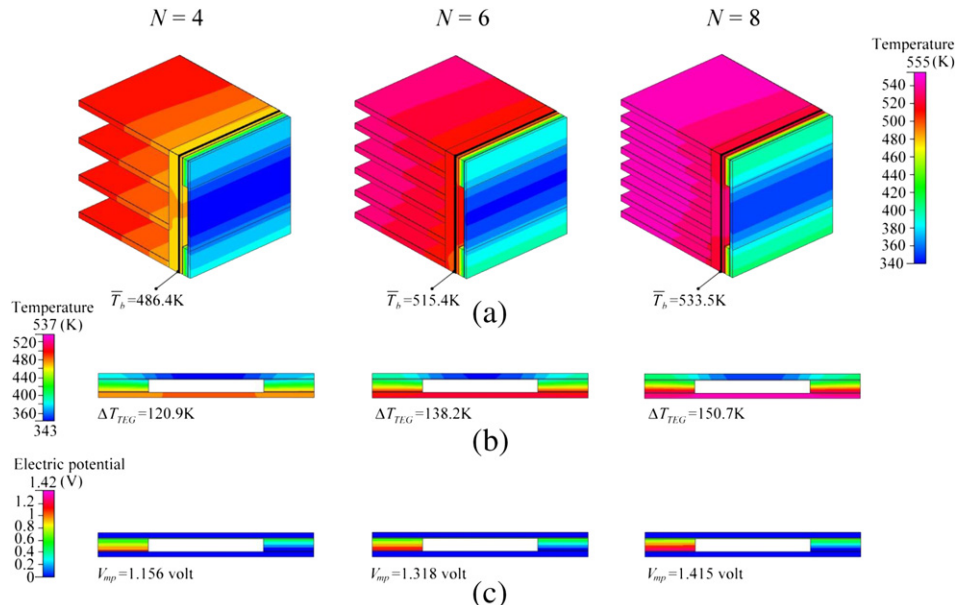 N = 4 N = 6 N = 8
Temperature
555 (K)
540
520
500
480
460
440
420
400
380
360
340
T̅b=486.4K T̅b=515.4K T̅b=533.5K
(a)
Temperature
537 (K)
520
480
440
400
360
343
ΔTTEG=120.9K ΔTTEG=138.2K ΔTTEG=150.7K
(b)
Electric potential
1.42 (V)
1.2
1
0.8
0.6
0.4
0.2
0
Vmp=1.156 volt Vmp=1.318 volt Vmp=1.415 volt
(c)